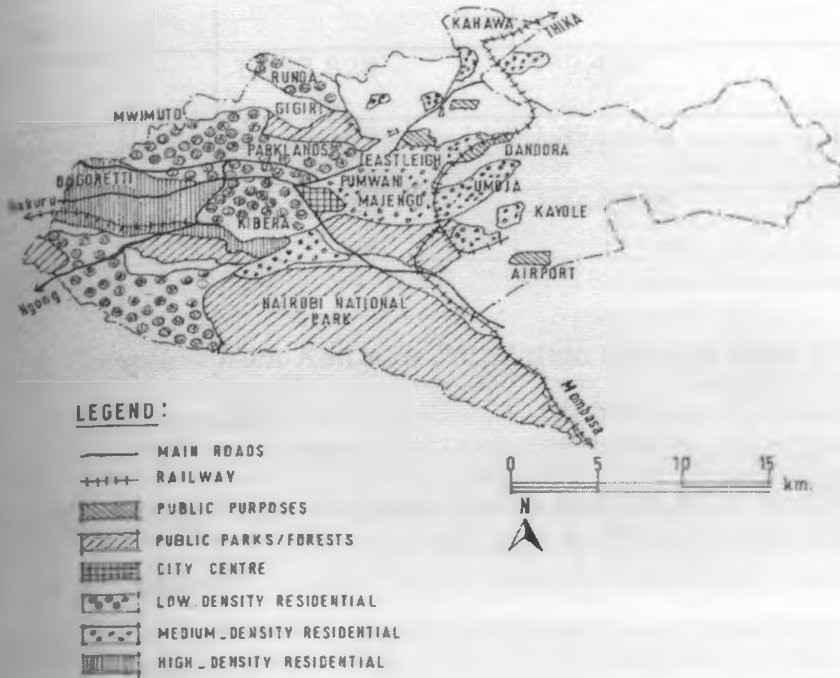 KAHAWA
THIKA
RUNDA
GIGIRI
MWIMUTO
PARKLANDS
EASTLEIGH
DANDORA
BAGORETTI
PUMWANI
UMOJA
MAJENGO
Nakuru
KIBERA
KAYOLE
AIRPORT
Ngong
NAIROBI NATIONAL
PARK
Mombasa
LEGEND:
MAIN ROADS
RAILWAY
PUBLIC PURPOSES
PUBLIC PARKS/FORESTS
CITY CENTRE
LOW_DENSITY RESIDENTIAL
MEDIUM_DENSITY RESIDENTIAL
HIGH_DENSITY RESIDENTIAL
0 5 10 15
km.
N